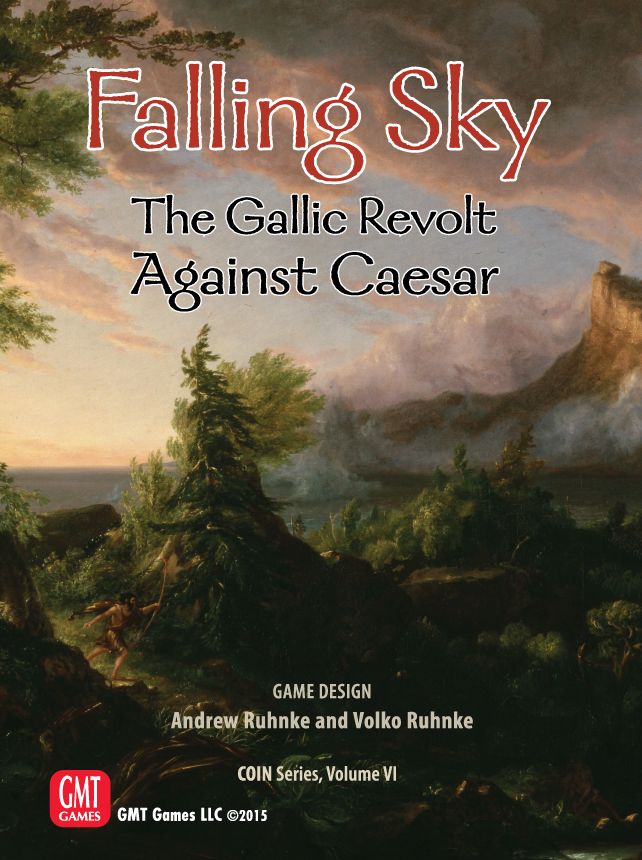 Falling Sky
The Gallic Revolt
Against Caesar
GAME DESIGN
Andrew Ruhnke and Volko Ruhnke
COIN Series, Volume VI
GMT
GAMES
GMT Games LLC ©2015